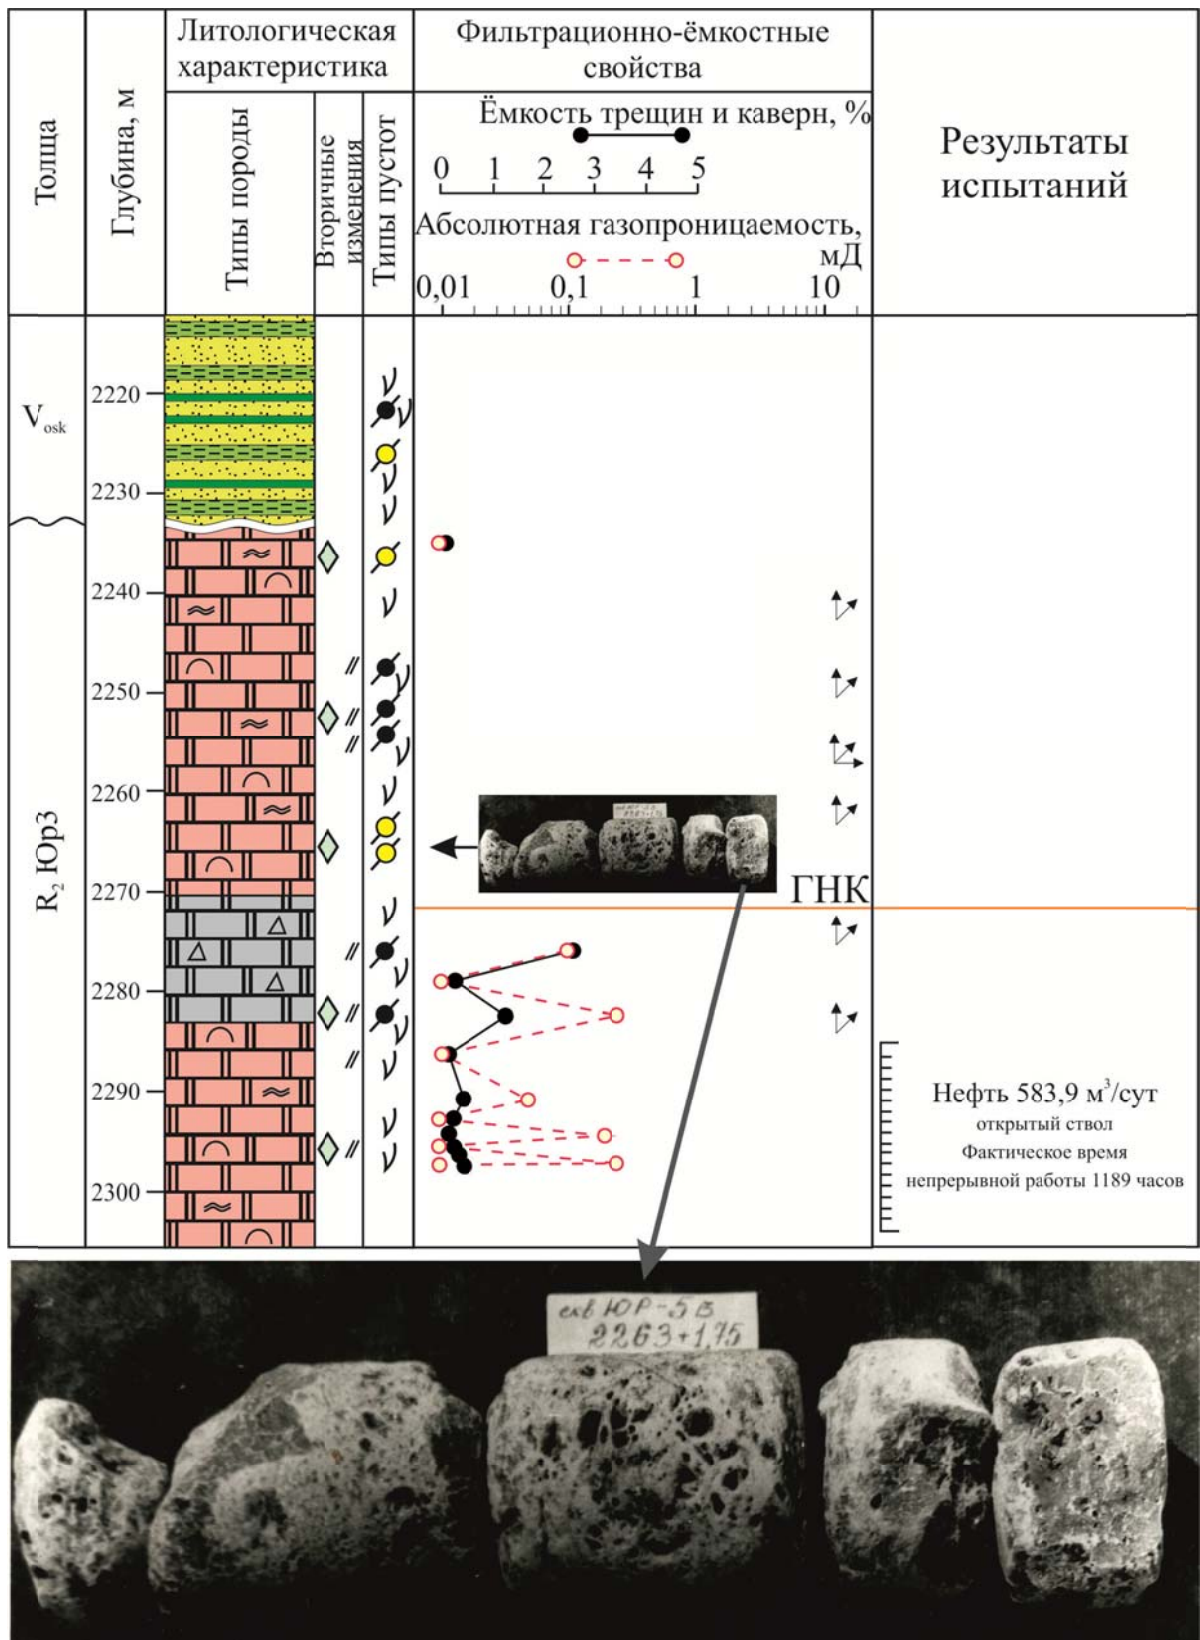 Толща
Глубина, м
Литологическая
характеристика
Типы породы
Вторичные
изменения
Типы пустот
Фильтрационно-ёмкостные
свойства
Ёмкость трещин и каверн, %
0 1 2 3 4 5
Абсолютная газопроницаемость,
мД
0,01 0,1 1 10
Результаты
испытаний
V osk
R₂ Юр3
2220
2230
2240
2250
2260
2270
2280
2290
2300
ГНК
Нефть 583,9 м³/сут
открытый ствол
Фактическое время
непрерывной работы 1189 часов
скв ЮР-5В
2263+1,75